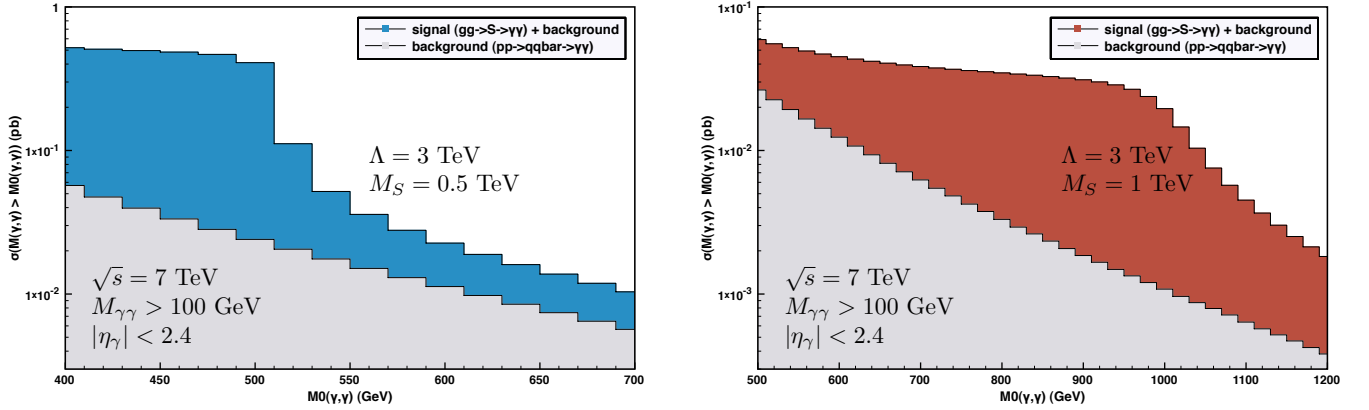 signal (gg->S->γγ) + background
background (pp->qqbar->γγ)
σ(M(γ,γ) > M0(γ,γ)) (pb)
1
1×10⁻¹
1×10⁻²
Λ = 3 TeV
M_S = 0.5 TeV
√s = 7 TeV
M_γγ > 100 GeV
|η_γ| < 2.4
400 450 500 550 600 650 700
M0(γ,γ) (GeV)
signal (gg->S->γγ) + background
background (pp->qqbar->γγ)
σ(M(γ,γ) > M0(γ,γ)) (pb)
1×10⁻¹
1×10⁻²
1×10⁻³
Λ = 3 TeV
M_S = 1 TeV
√s = 7 TeV
M_γγ > 100 GeV
|η_γ| < 2.4
500 600 700 800 900 1000 1100 1200
M0(γ,γ) (GeV)